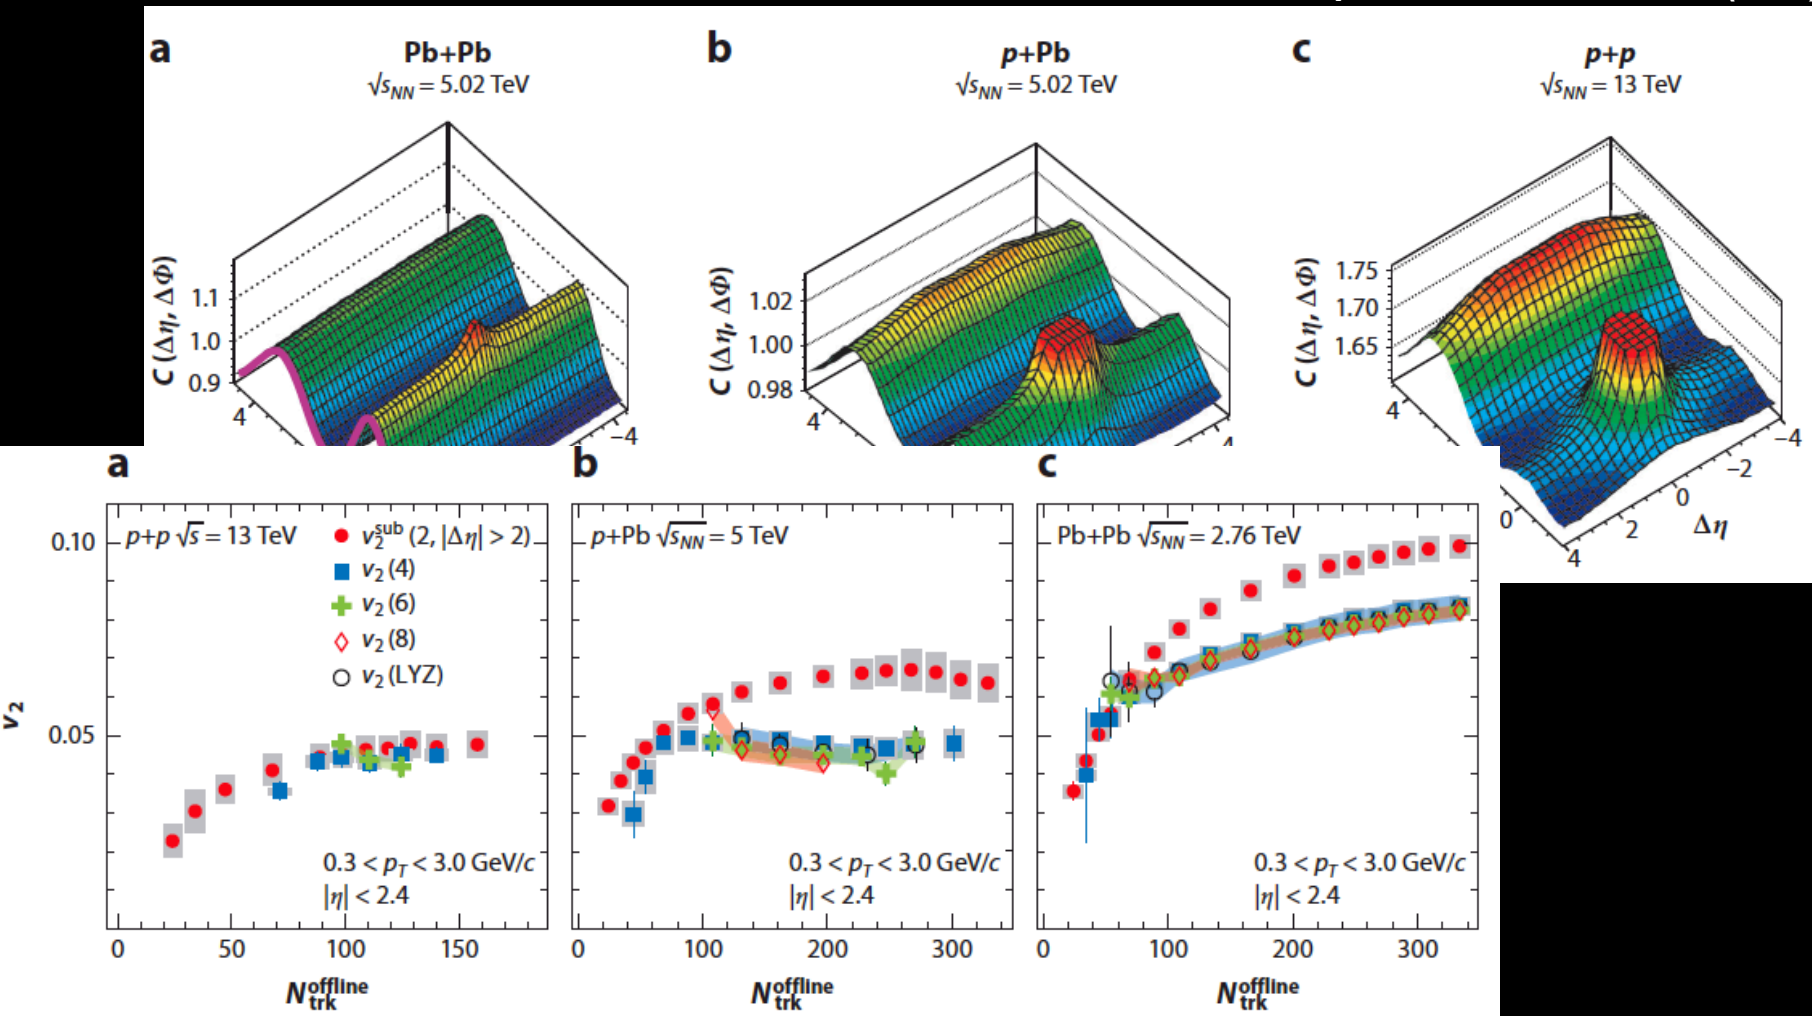 a
Pb+Pb
√sNN = 5.02 TeV
C (Δη, ΔΦ)
1.1
1.0
0.9
4
−4
b
p+Pb
√sNN = 5.02 TeV
C (Δη, ΔΦ)
1.02
1.00
0.98
4
4
c
p+p
√sNN = 13 TeV
C (Δη, ΔΦ)
1.75
1.70
1.65
4
0
4
2
0
−2
−4
Δη
a
p+p √s = 13 TeV
v2sub (2, |Δη| > 2)
v2 (4)
v2 (6)
v2 (8)
v2 (LYZ)
0.3 < pT < 3.0 GeV/c
|η| < 2.4
v2
0.10
0.05
0 50 100 150
Ntrkoffline
b
p+Pb √sNN = 5 TeV
0.3 < pT < 3.0 GeV/c
|η| < 2.4
0 100 200 300
Ntrkoffline
c
Pb+Pb √sNN = 2.76 TeV
0.3 < pT < 3.0 GeV/c
|η| < 2.4
0 100 200 300
Ntrkoffline